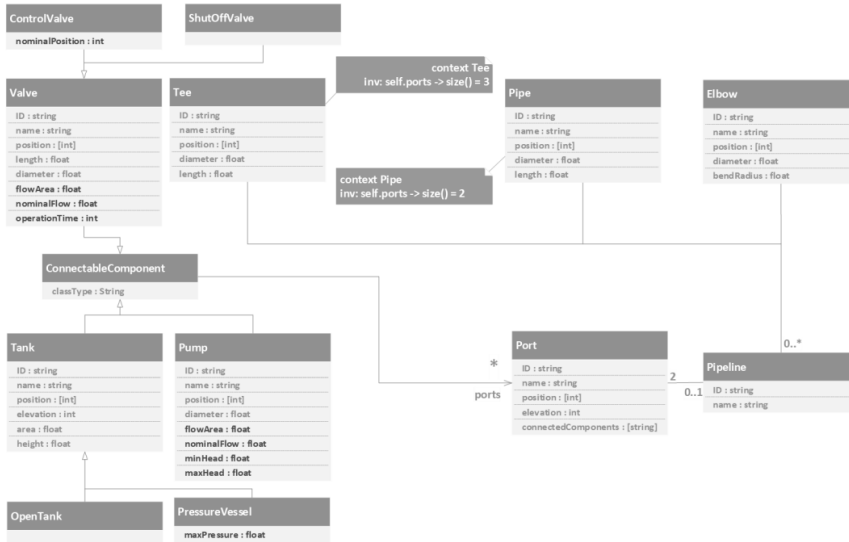 ControlValve
nominalPosition : int
ShutOffValve
Valve
ID : string
name : string
position : [int]
length : float
diameter : float
flowArea : float
nominalFlow : float
operationTime : int
Tee
ID : string
name : string
position : [int]
diameter : float
length : float
context Tee
inv: self.ports -> size() = 3
context Pipe
inv: self.ports -> size() = 2
Pipe
ID : string
name : string
position : [int]
diameter : float
length : float
Elbow
ID : string
name : string
position : [int]
diameter : float
bendRadius : float
ConnectableComponent
classType : String
Tank
ID : string
name : string
position : [int]
elevation : int
area : float
height : float
Pump
ID : string
name : string
position : [int]
diameter : float
flowArea : float
nominalFlow : float
minHead : float
maxHead : float
*
ports
Port
ID : string
name : string
position : [int]
elevation : int
connectedComponents : [string]
2
0..1
0..*
Pipeline
ID : string
name : string
OpenTank
PressureVessel
maxPressure : float